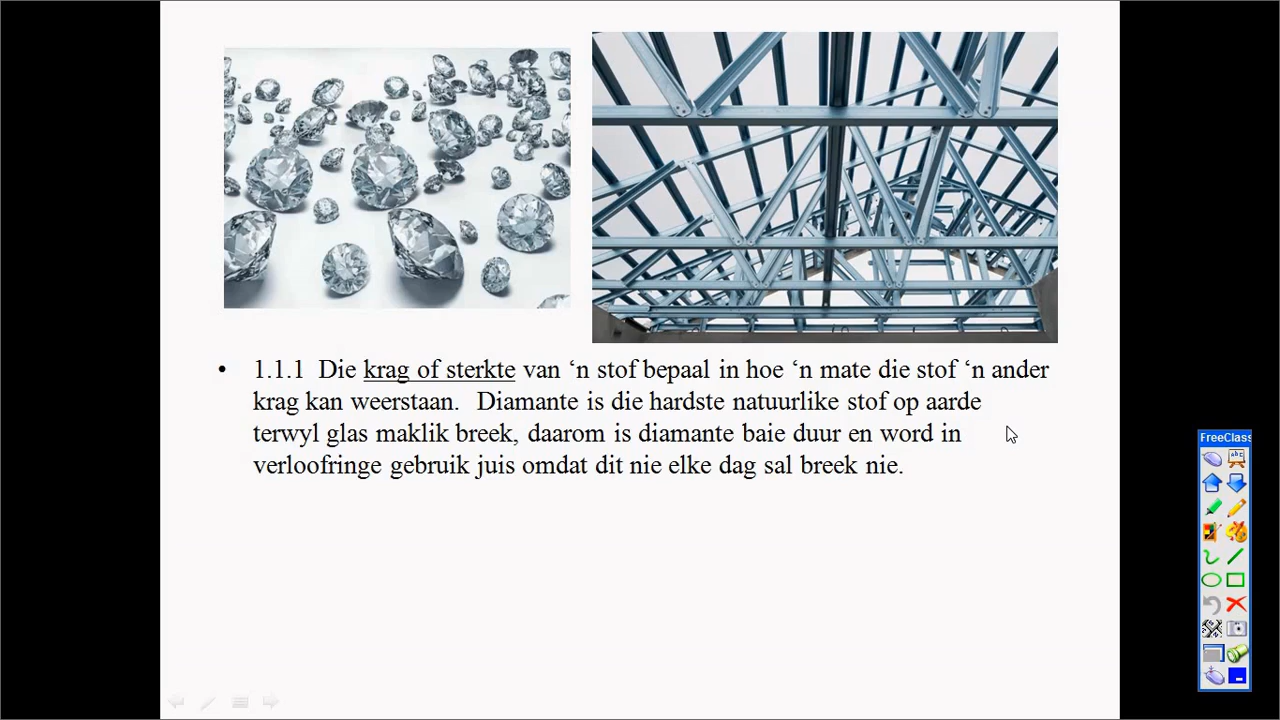 • 1.1.1 Die krag of sterkte van ‘n stof bepaal in hoe ‘n mate die stof ‘n ander
krag kan weerstaan. Diamante is die hardste natuurlike stof op aarde
terwyl glas maklik breek, daarom is diamante baie duur en word in
verloofringe gebruik juis omdat dit nie elke dag sal breek nie.
FreeClass